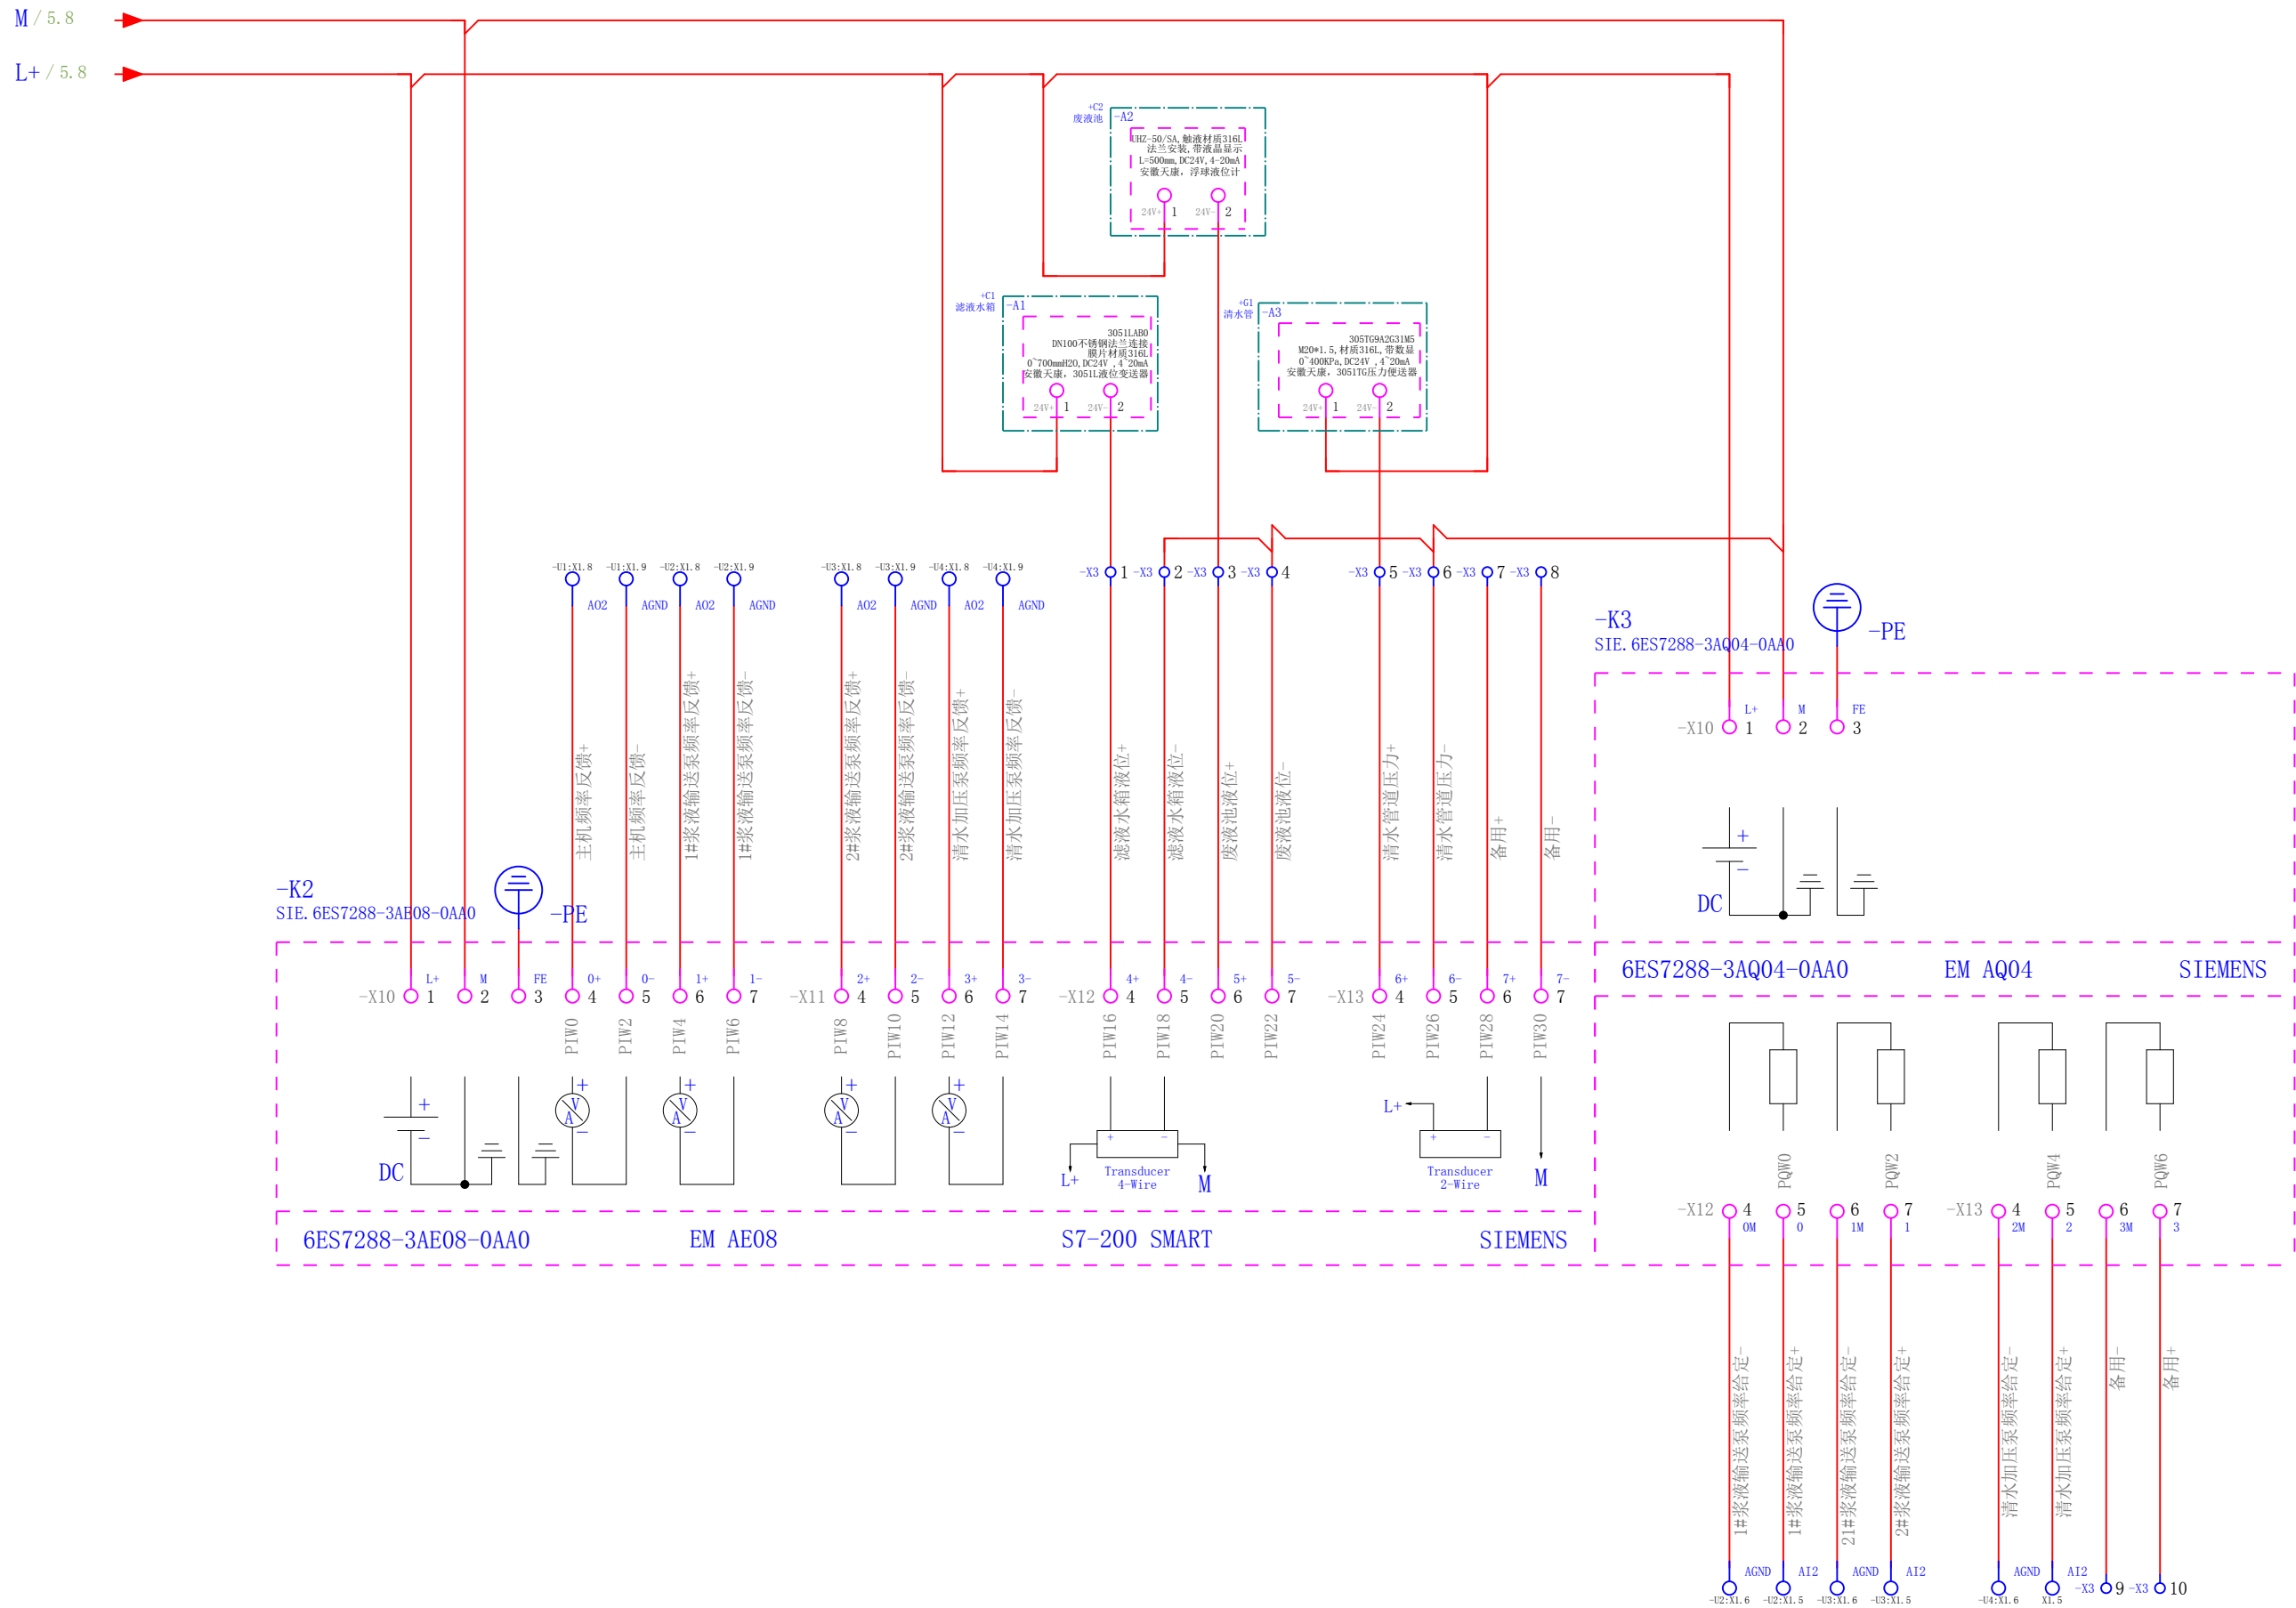 M / 5.8
L+ / 5.8
+C2
废液池
-A2
UHZ-50/SA,触液材质316L
法兰安装,带液晶显示
L=500mm,DC24V,4-20mA
安徽天康，浮球液位计
24V+ 1 24V- 2
+C1
滤液水箱
-A1
3051LAB0
DN100不锈钢法兰连接
膜片材质316L
0~700mmH2O,DC24V ,4~20mA
安徽天康，3051L液位变送器
24V+ 1 24V- 2
+G1
清水管
-A3
305TG9A2G31M5
M20*1.5,材质316L,带数显
0~400KPa,DC24V ,4~20mA
安徽天康，3051TG压力便送器
24V+ 1 24V- 2
-U1:X1.8 -U1:X1.9 -U2:X1.8 -U2:X1.9 -U3:X1.8 -U3:X1.9 -U4:X1.8 -U4:X1.9
AO2 AGND AO2 AGND AO2 AGND AO2 AGND
-X3 1 -X3 2 -X3 3 -X3 4 -X3 5 -X3 6 -X3 7 -X3 8
主机频率反馈+
主机频率反馈-
1#浆液输送泵频率反馈+
1#浆液输送泵频率反馈-
2#浆液输送泵频率反馈+
2#浆液输送泵频率反馈-
清水加压泵频率反馈+
清水加压泵频率反馈-
滤液水箱液位+
滤液水箱液位-
废液池液位+
废液池液位-
清水管道压力+
清水管道压力-
备用+
备用-
-K3
SIE.6ES7288-3AQ04-0AA0
-PE
L+ M FE
-X10 1 2 3
+
-
DC
-K2
SIE.6ES7288-3AE08-0AA0
-PE
L+ M FE 0+ 0- 1+ 1- 2+ 2- 3+ 3- 4+ 4- 5+ 5- 6+ 6- 7+ 7-
-X10 1 2 3 4 5 6 7 -X11 4 5 6 7 -X12 4 5 6 7 -X13 4 5 6 7
PIW0 PIW2 PIW4 PIW6 PIW8 PIW10 PIW12 PIW14 PIW16 PIW18 PIW20 PIW22 PIW24 PIW26 PIW28 PIW30
+
-
DC
+ V A -
+ V A -
+ V A -
+ V A -
+ -
Transducer
4-Wire
L+ M
L+
+ -
Transducer
2-Wire
M
6ES7288-3AE08-0AA0 EM AE08 S7-200 SMART SIEMENS
6ES7288-3AQ04-0AA0 EM AQ04 SIEMENS
PQW0 PQW2 PQW4 PQW6
-X12 4 5 6 7 -X13 4 5 6 7
0M 0 1M 1 2M 2 3M 3
1#浆液输送泵频率给定-
1#浆液输送泵频率给定+
21#浆液输送泵频率给定-
2#浆液输送泵频率给定+
清水加压泵频率给定-
清水加压泵频率给定+
备用-
备用+
AGND AI2 AGND AI2 AGND AI2
-X3 9 -X3 10
-U2:X1.6 -U2:X1.5 -U3:X1.6 -U3:X1.5 -U4:X1.6 X1.5